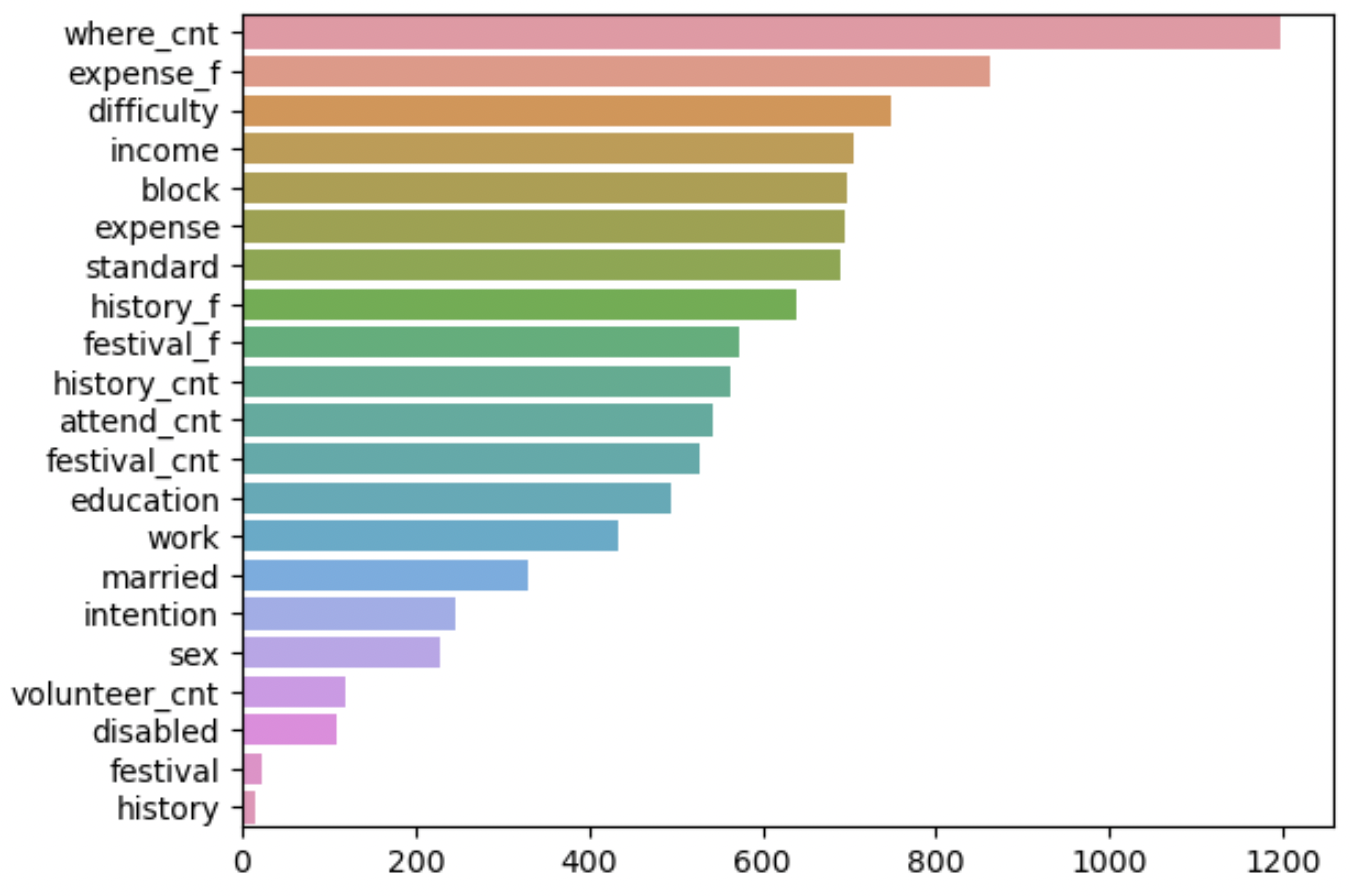 where_cnt
expense_f
difficulty
income
block
expense
standard
history_f
festival_f
history_cnt
attend_cnt
festival_cnt
education
work
married
intention
sex
volunteer_cnt
disabled
festival
history
0 200 400 600 800 1000 1200